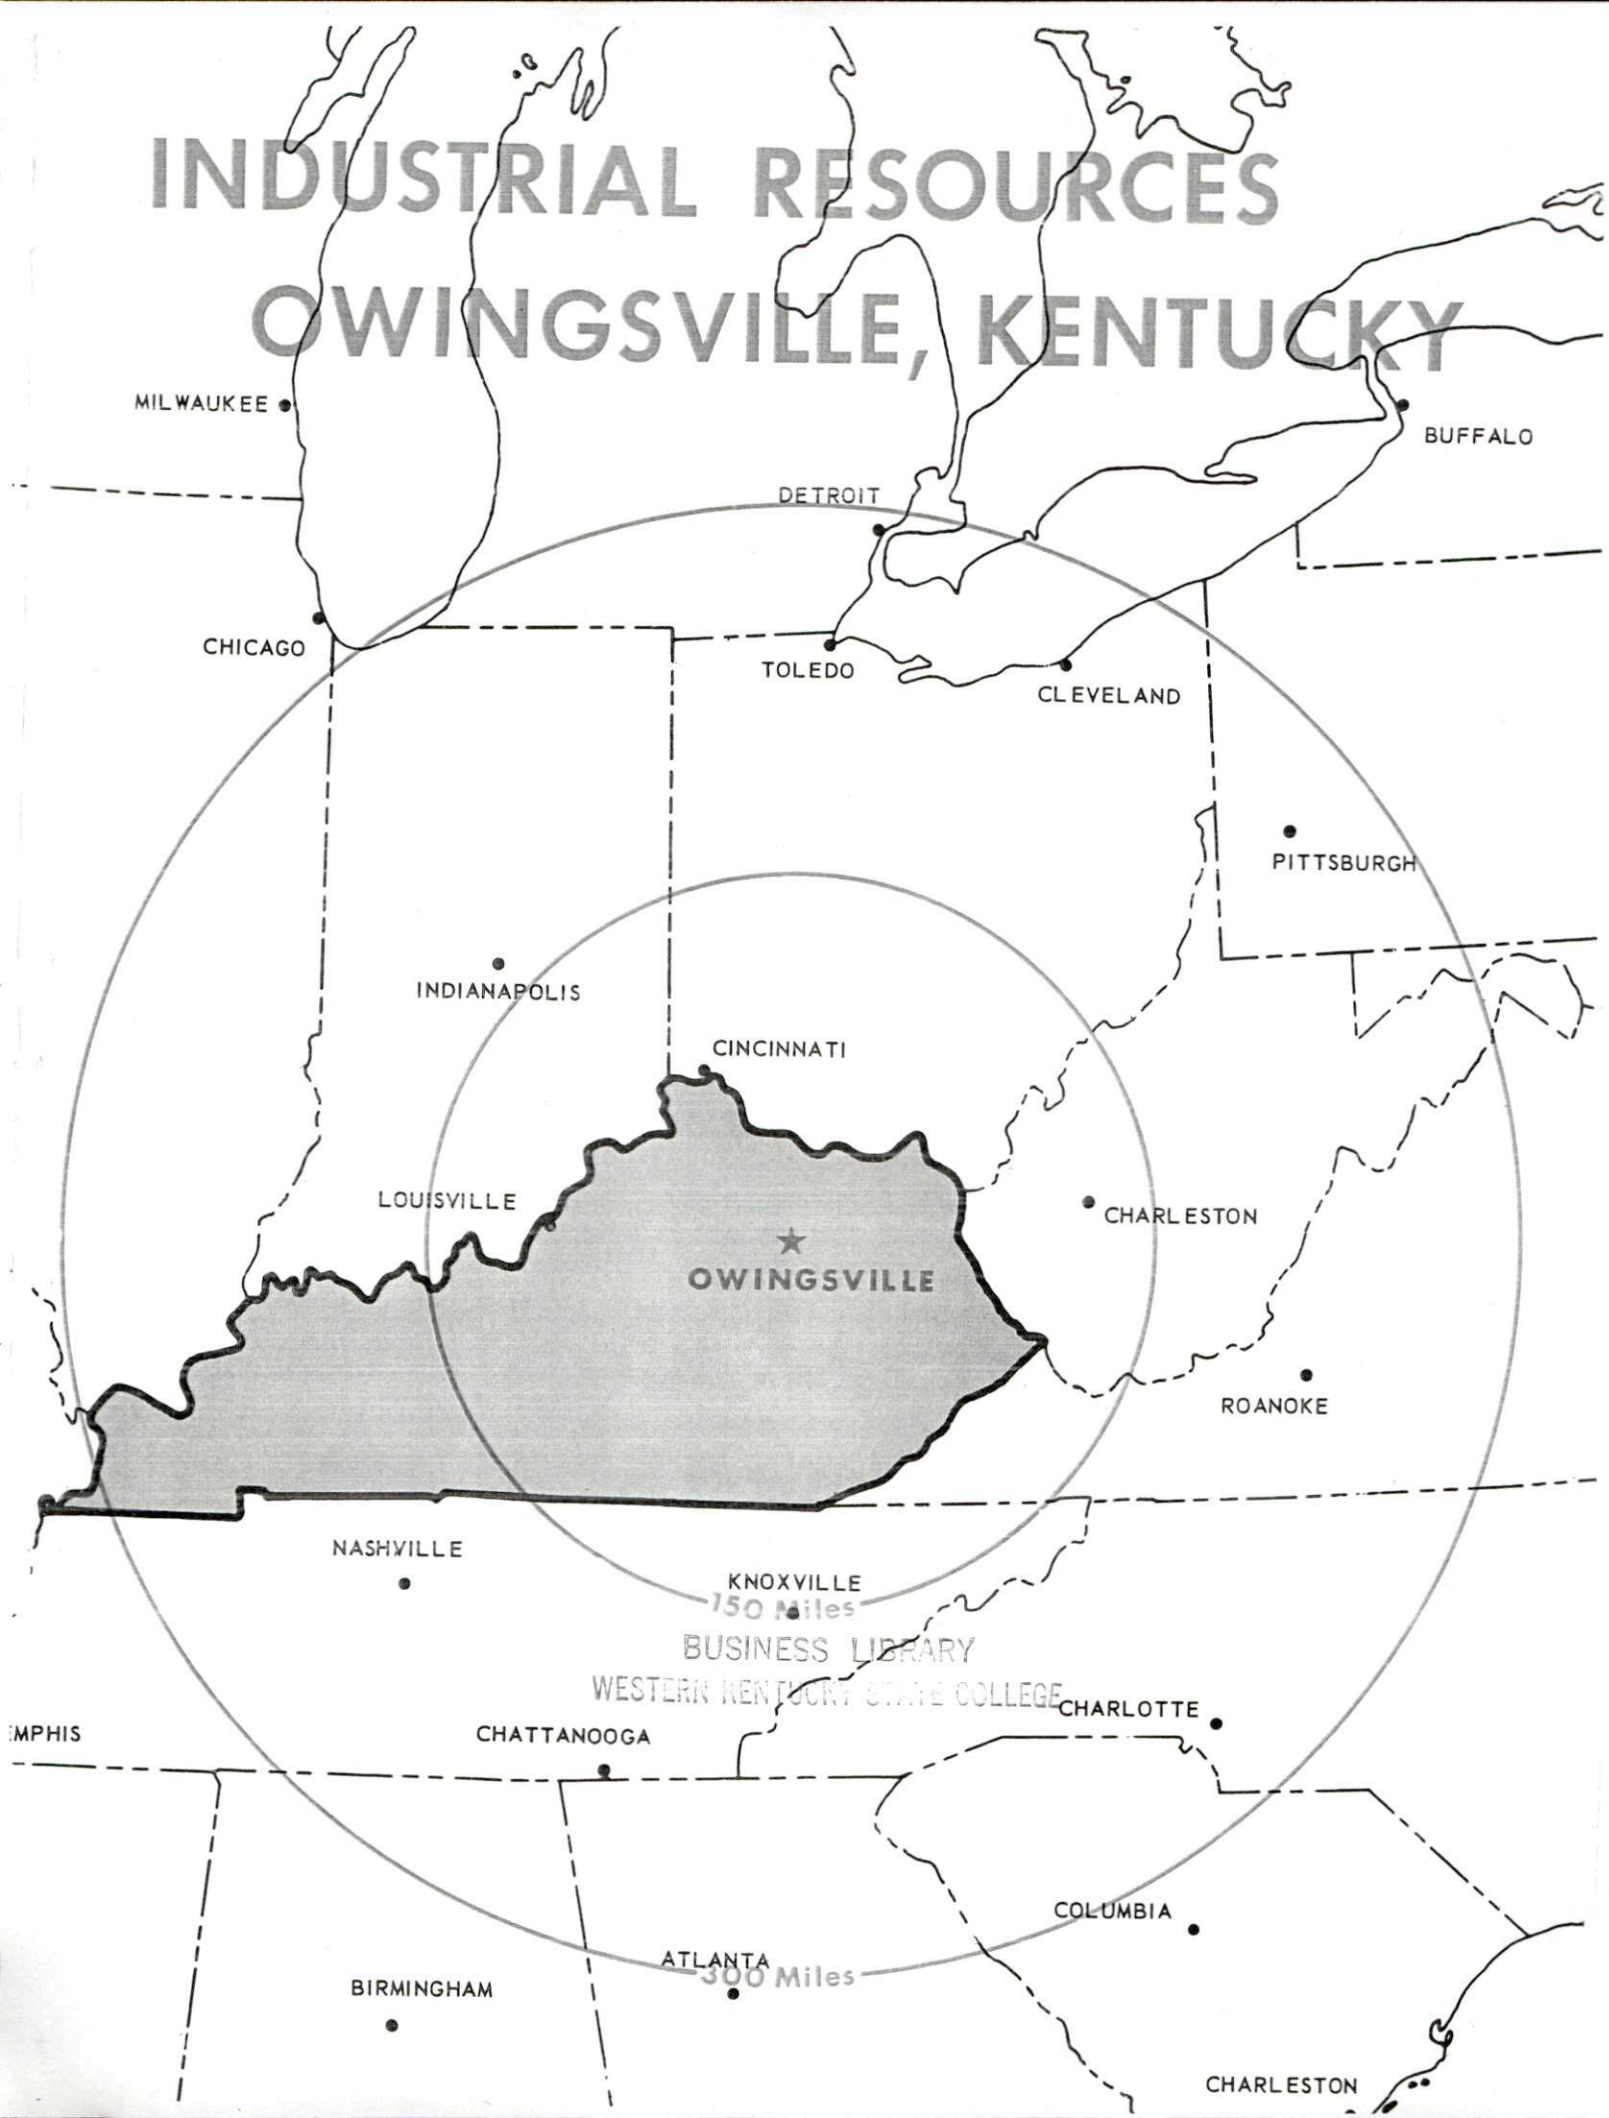 INDUSTRIAL RESOURCES
OWINGSVILLE, KENTUCKY
MILWAUKEE
BUFFALO
DETROIT
CHICAGO
TOLEDO
CLEVELAND
PITTSBURGH
INDIANAPOLIS
CINCINNATI
LOUISVILLE
CHARLESTON
OWINGSVILLE
ROANOKE
NASHVILLE
KNOXVILLE
150 Miles
BUSINESS LIBRARY
WESTERN KENTUCKY STATE COLLEGE
CHARLOTTE
EMPHIS
CHATTANOOGA
COLUMBIA
ATLANTA
300 Miles
BIRMINGHAM
CHARLESTON